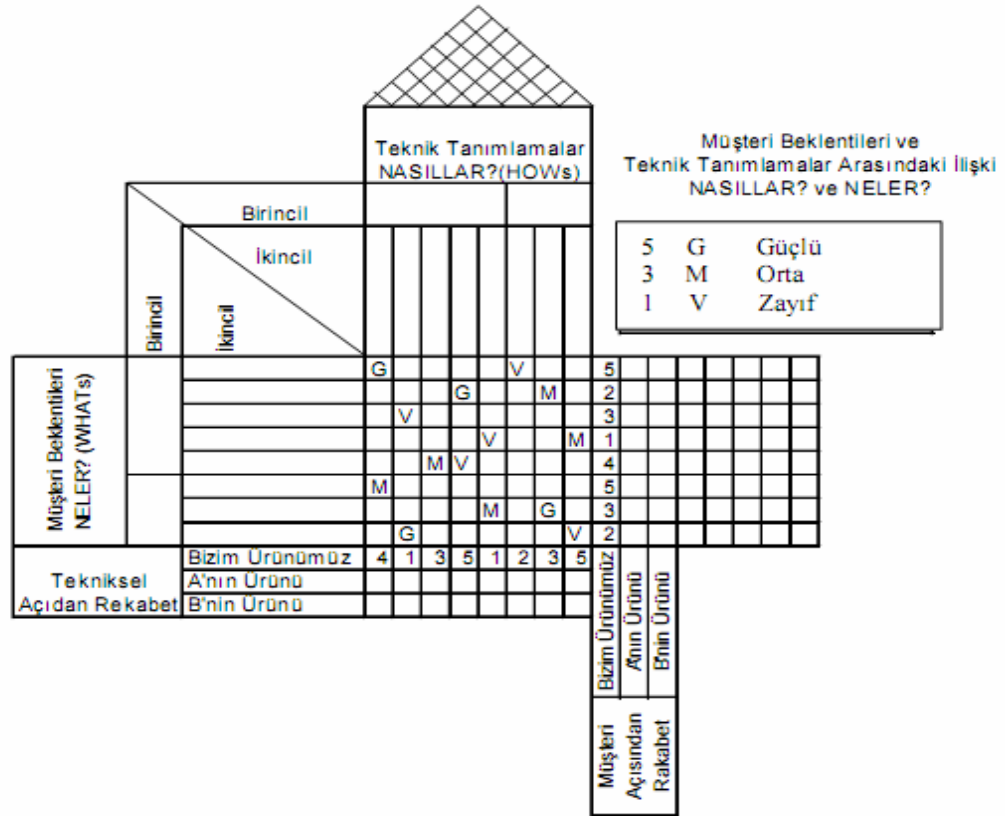 Teknik Tanımlamalar
NASILLAR?(HOWs)
Müşteri Beklentileri ve
Teknik Tanımlamalar Arasındaki İlişki
NASILLAR? ve NELER?
Birincil
İkincil
5 G Güçlü
3 M Orta
1 V Zayıf
Birincil
İkincil
Müşteri Beklentileri
NELER? (WHATs)
G V 5
G M 2
V 3
V M 1
M V 4
M 5
M G 3
G V 2
Tekniksel
Açıdan Rekabet
Bizim Ürünümüz 4 1 3 5 1 2 3 5
A'nın Ürünü
B'nin Ürünü
Bizim Ürünümüz
A'nın Ürünü
B'nin Ürünü
Müşteri
Açısından
Rakabet